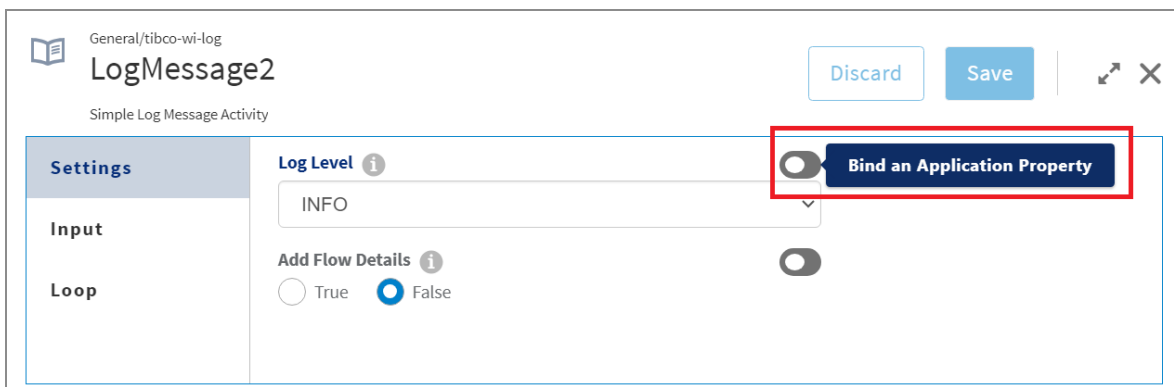 General/tibco-wi-log
LogMessage2
Simple Log Message Activity
Discard
Save
Settings
Input
Loop
Log Level
Bind an Application Property
INFO
Add Flow Details
True False